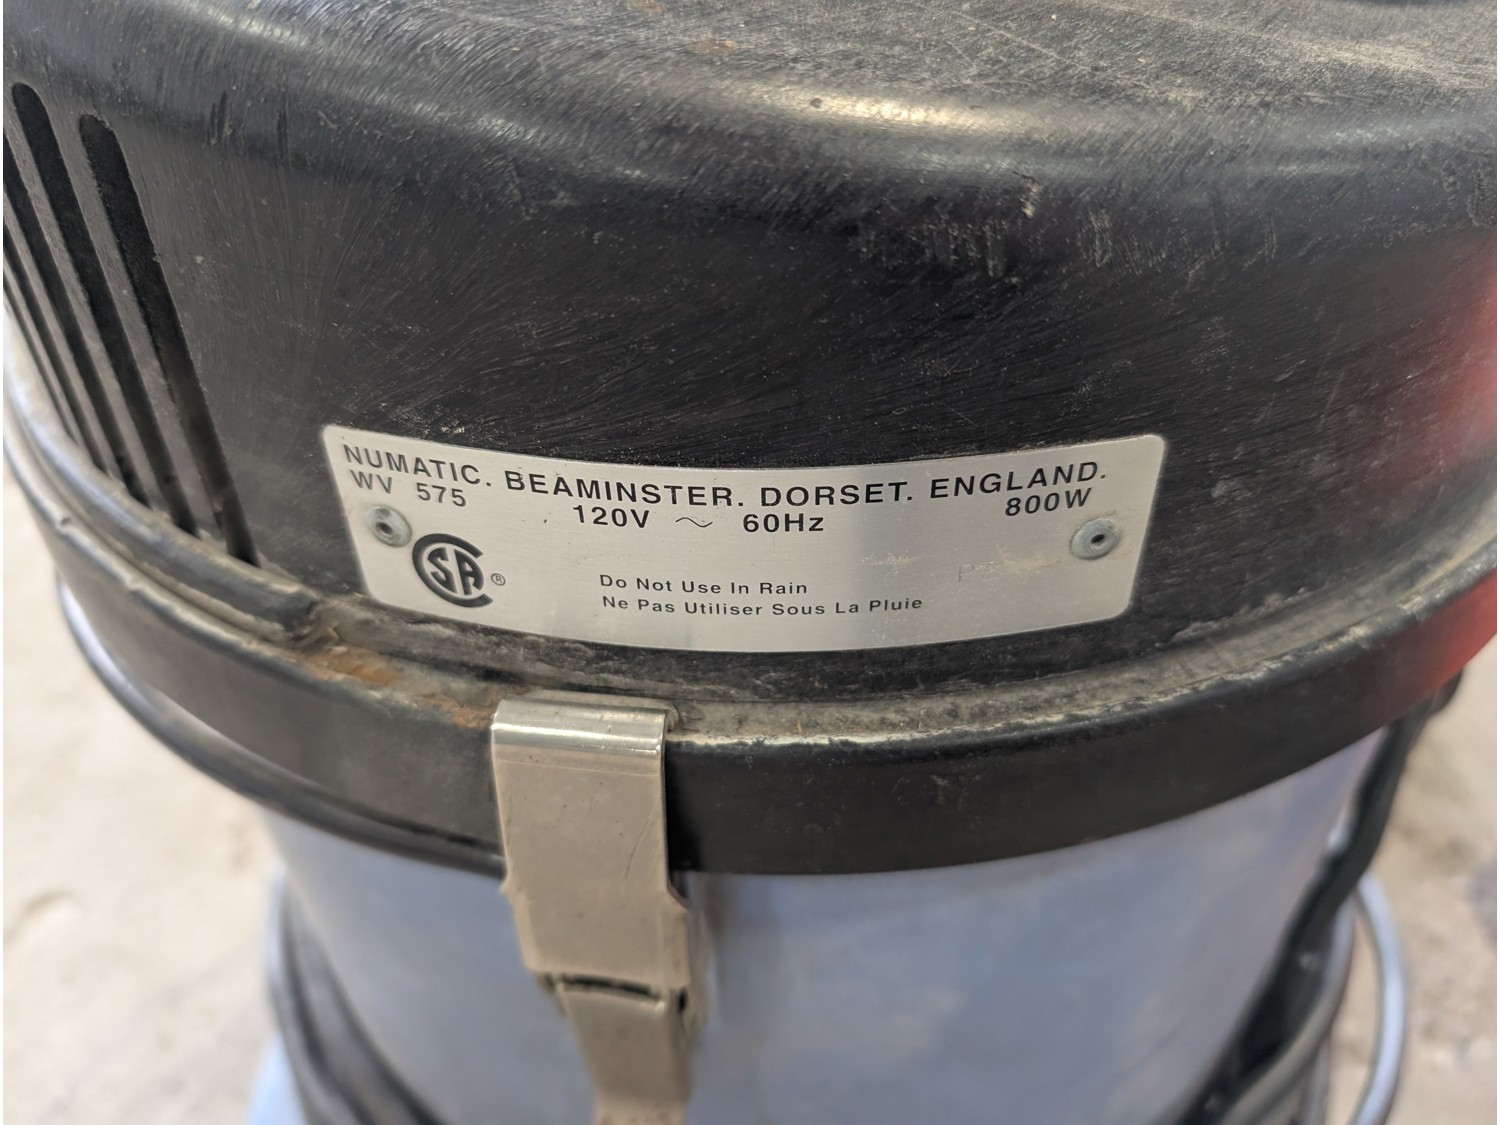 NUMATIC. BEAMINSTER. DORSET. ENGLAND.
WV 575
120V ~ 60Hz
800W
CSA®
Do Not Use In Rain
Ne Pas Utiliser Sous La Pluie